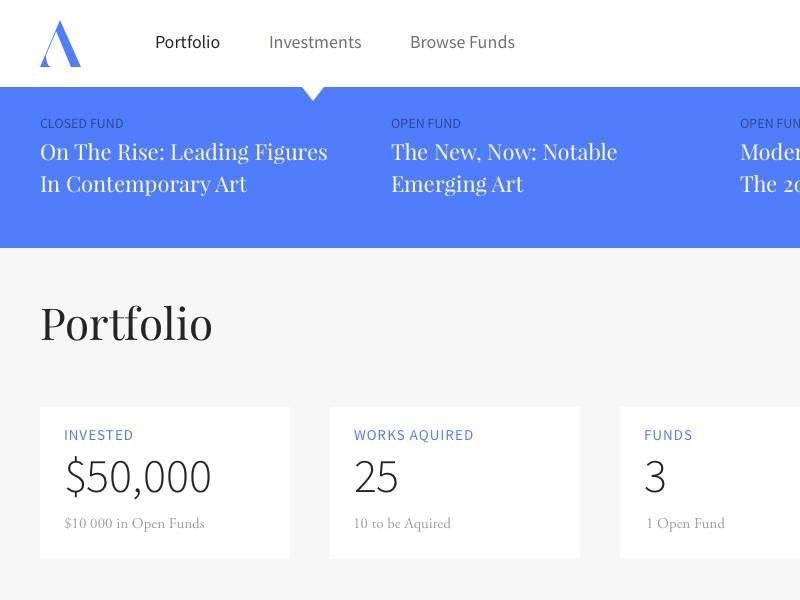 Portfolio Investments Browse Funds
CLOSED FUND
On The Rise: Leading Figures
In Contemporary Art
OPEN FUND
The New, Now: Notable
Emerging Art
OPEN
The
Portfolio
INVESTED
$50,000
$10 000 in Open Funds
WORKS AQUIRED
25
10 to be Aquired
FUNDS
3
1 Open Fund